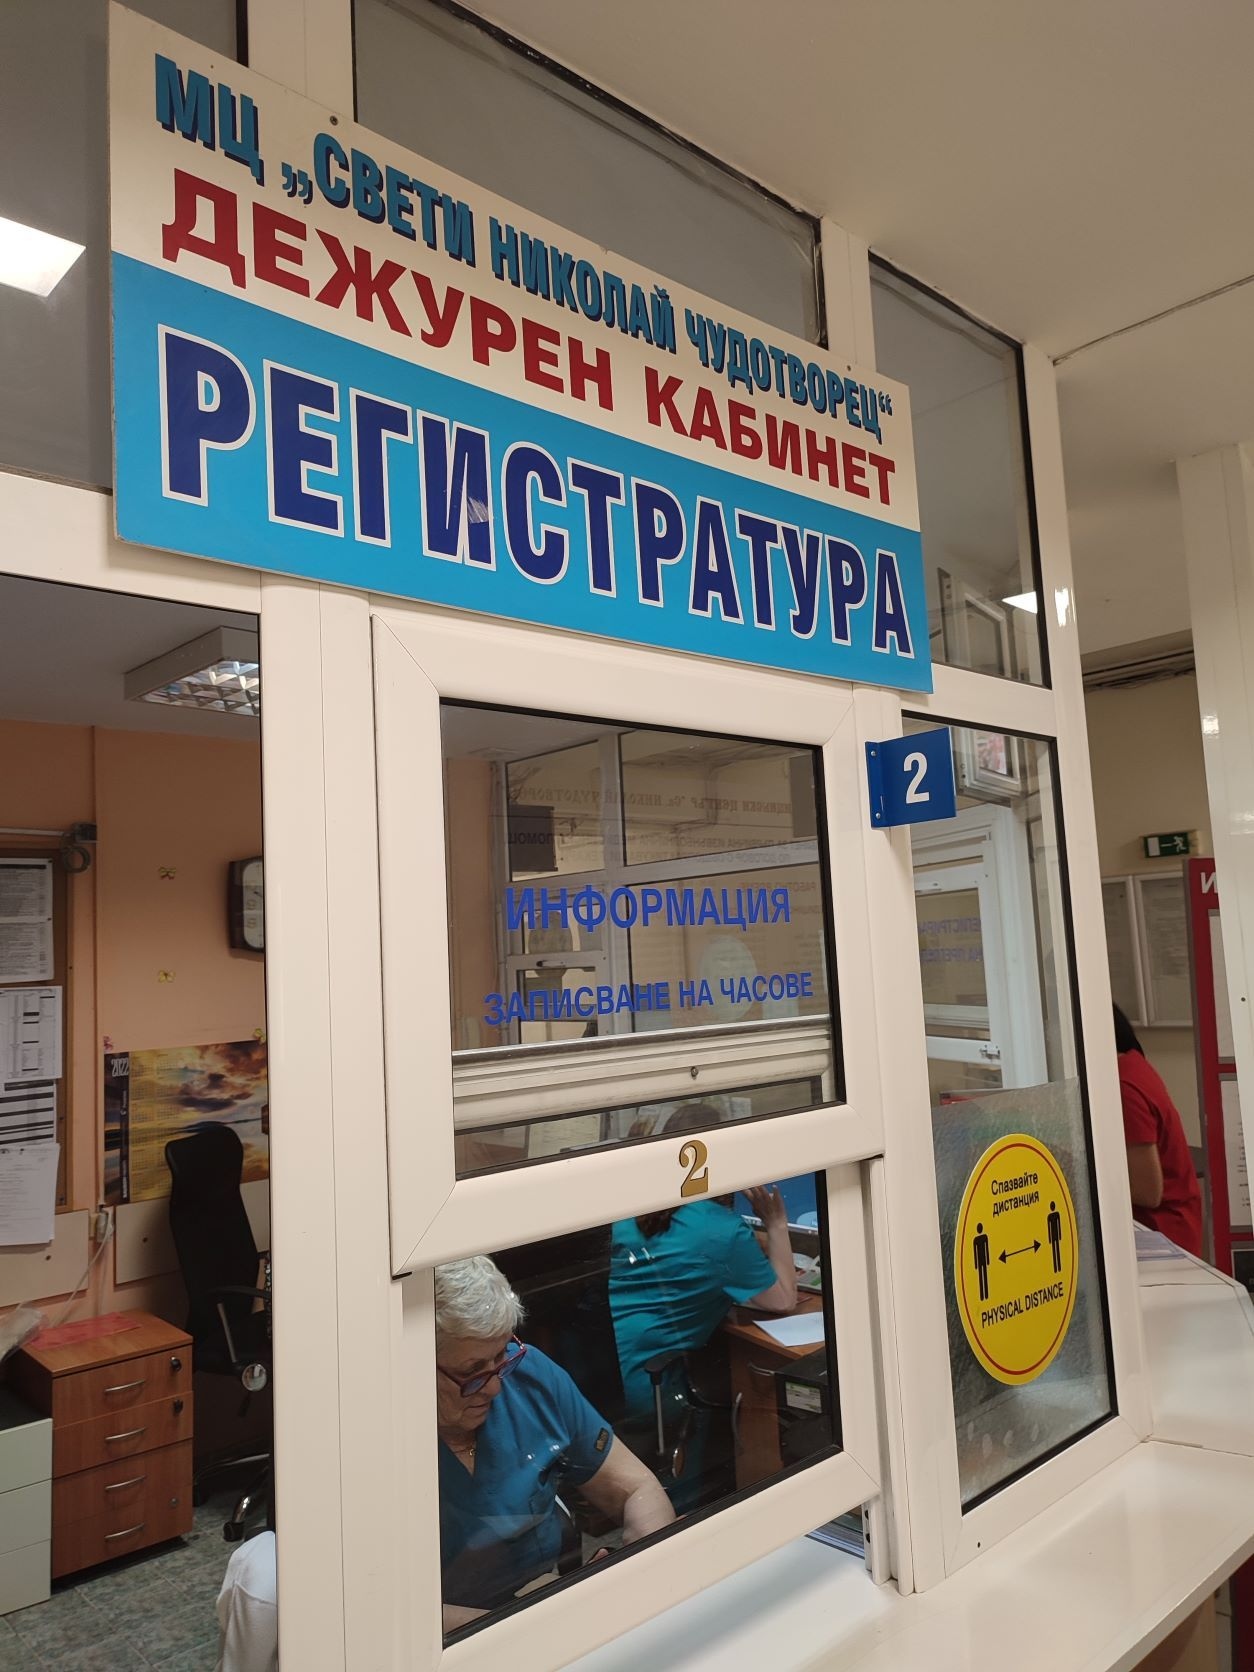 МЦ „СВЕТИ НИКОЛАЙ ЧУДОТВОРЕЦ“
ДЕЖУРЕН КАБИНЕТ
РЕГИСТРАТУРА
2
ИНФОРМАЦИЯ
ЗАПИСВАНЕ НА ЧАСОВЕ
2
Спазвайте
дистанция
PHYSICAL DISTANCE